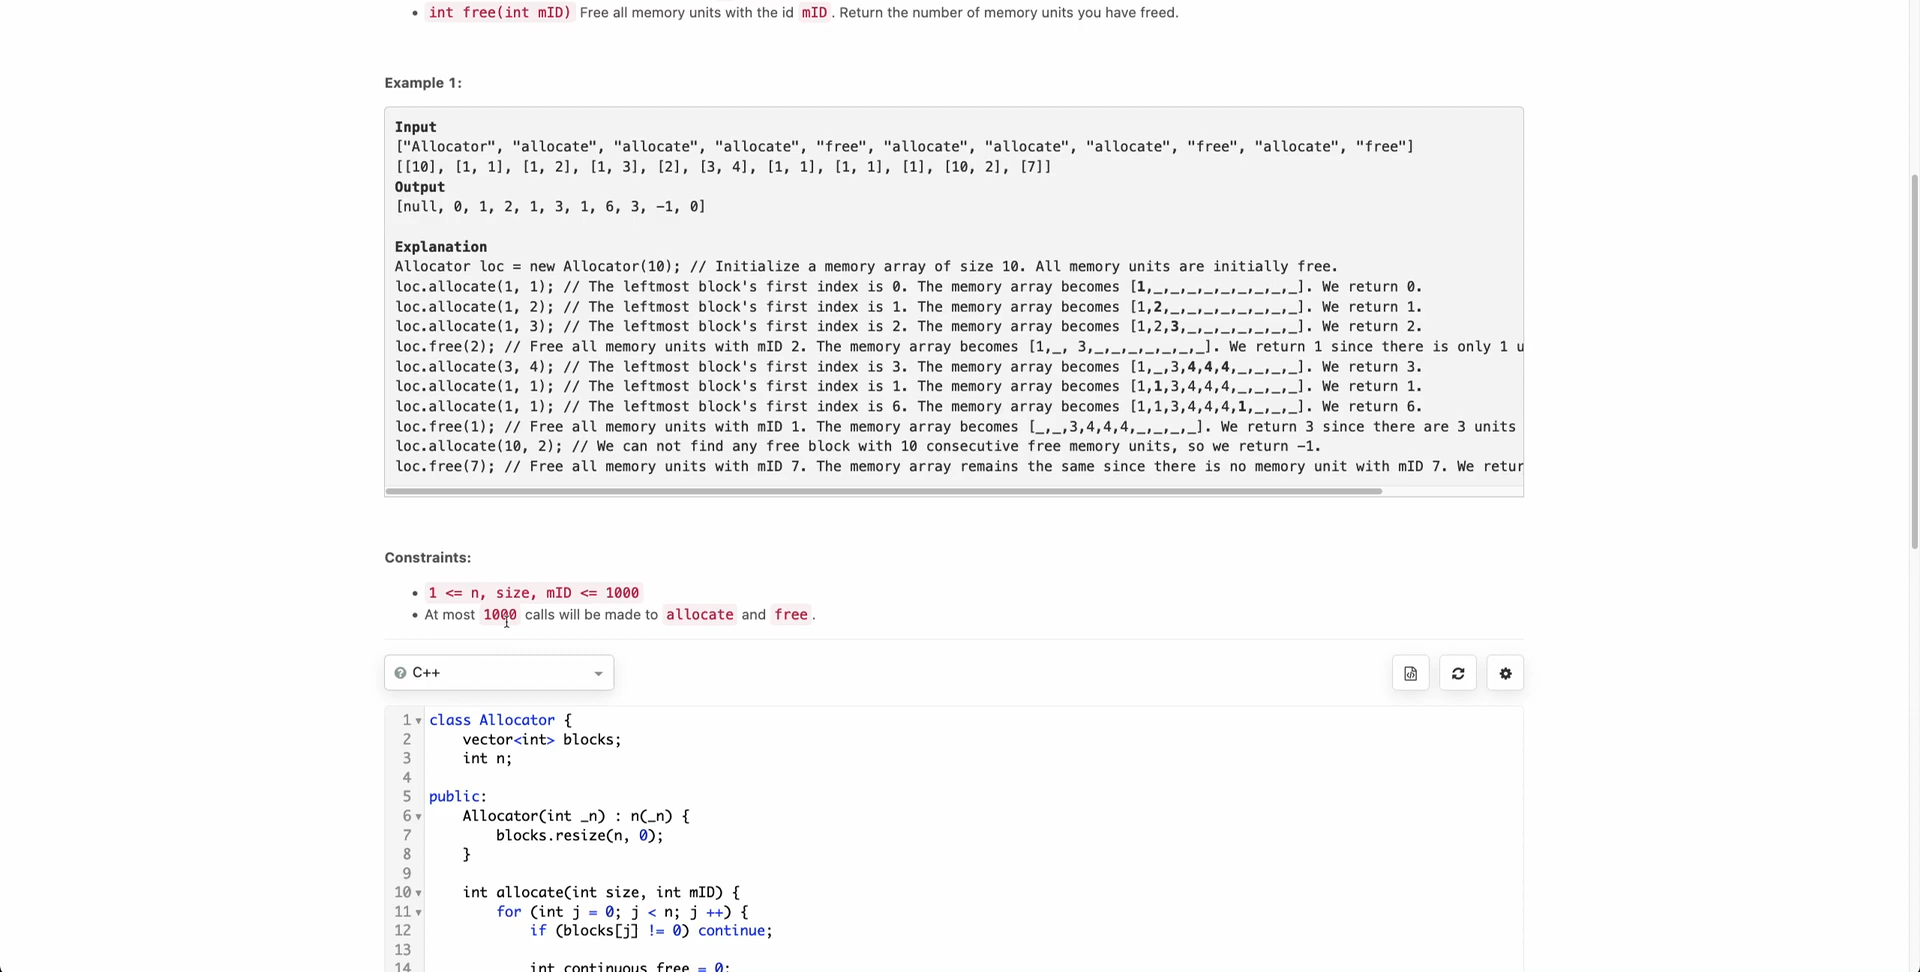 • int free(int mID) Free all memory units with the id mID. Return the number of memory units you have freed.
Example 1:
Input
["Allocator", "allocate", "allocate", "allocate", "free", "allocate", "allocate", "allocate", "free", "allocate", "free"]
[[10], [1, 1], [1, 2], [1, 3], [2], [3, 4], [1, 1], [1, 1], [1], [10, 2], [7]]
Output
[null, 0, 1, 2, 1, 3, 1, 6, 3, -1, 0]
Explanation
Allocator loc = new Allocator(10); // Initialize a memory array of size 10. All memory units are initially free.
loc.allocate(1, 1); // The leftmost block's first index is 0. The memory array becomes [1,_,_,_,_,_,_,_,_,_]. We return 0.
loc.allocate(1, 2); // The leftmost block's first index is 1. The memory array becomes [1,2,_,_,_,_,_,_,_,_]. We return 1.
loc.allocate(1, 3); // The leftmost block's first index is 2. The memory array becomes [1,2,3,_,_,_,_,_,_,_]. We return 2.
loc.free(2); // Free all memory units with mID 2. The memory array becomes [1,_, 3,_,_,_,_,_,_,_]. We return 1 since there is only 1 u
loc.allocate(3, 4); // The leftmost block's first index is 3. The memory array becomes [1,_,3,4,4,4,_,_,_,_]. We return 3.
loc.allocate(1, 1); // The leftmost block's first index is 1. The memory array becomes [1,1,3,4,4,4,_,_,_,_]. We return 1.
loc.allocate(1, 1); // The leftmost block's first index is 6. The memory array becomes [1,1,3,4,4,4,1,_,_,_]. We return 6.
loc.free(1); // Free all memory units with mID 1. The memory array becomes [_,_,3,4,4,4,_,_,_,_]. We return 3 since there are 3 units
loc.allocate(10, 2); // We can not find any free block with 10 consecutive free memory units, so we return -1.
loc.free(7); // Free all memory units with mID 7. The memory array remains the same since there is no memory unit with mID 7. We retur
Constraints:
• 1 <= n, size, mID <= 1000
• At most 1000 calls will be made to allocate and free.
C++
1 class Allocator {
2 vector<int> blocks;
3 int n;
4
5 public:
6 Allocator(int _n) : n(_n) {
7 blocks.resize(n, 0);
8 }
9
10 int allocate(int size, int mID) {
11 for (int j = 0; j < n; j ++) {
12 if (blocks[j] != 0) continue;
13
14 int continuous_free = 0;